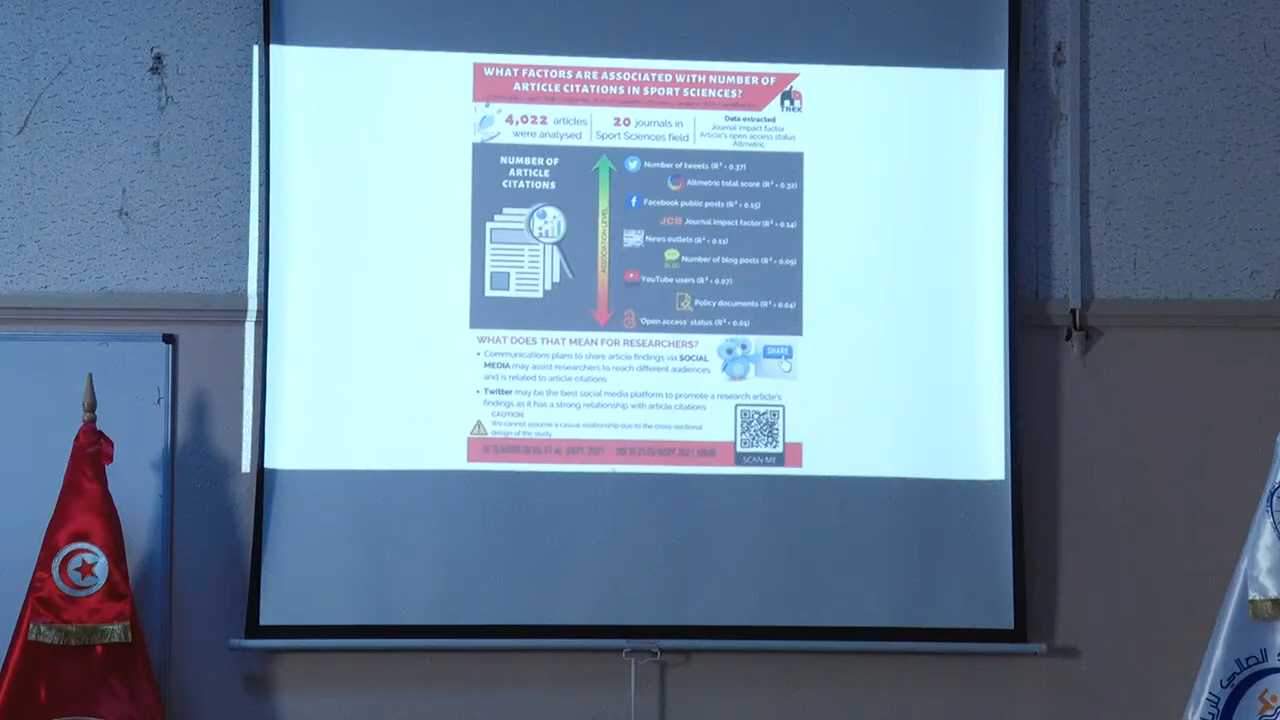 WHAT FACTORS ARE ASSOCIATED WITH NUMBER OF
ARTICLE CITATIONS IN SPORT SCIENCES?
TREK
4,022 articles
were analysed
20 journals in
Sport Sciences field
Data extracted
Journal impact factor
Article's open access status
Altmetric
NUMBER OF
ARTICLE
CITATIONS
ASSOCIATION LEVEL
Number of tweets (R² = 0.37)
Altmetric total score (R² = 0.32)
Facebook public posts (R² = 0.15)
JCR Journal impact factor (R² = 0.14)
News outlets (R² = 0.11)
BLOG Number of blog posts (R² = 0.09)
YouTube users (R² = 0.07)
Policy documents (R² = 0.04)
'Open access' status (R² = 0.01)
WHAT DOES THAT MEAN FOR RESEARCHERS?
• Communications plans to share article findings via SOCIAL
MEDIA may assist researchers to reach different audiences
and is related to article citations
SHARE
• Twitter may be the best social media platform to promote a research article's
findings as it has a strong relationship with article citations
CAUTION
We cannot assume a casual relationship due to the cross-sectional
design of the study
SCAN ME